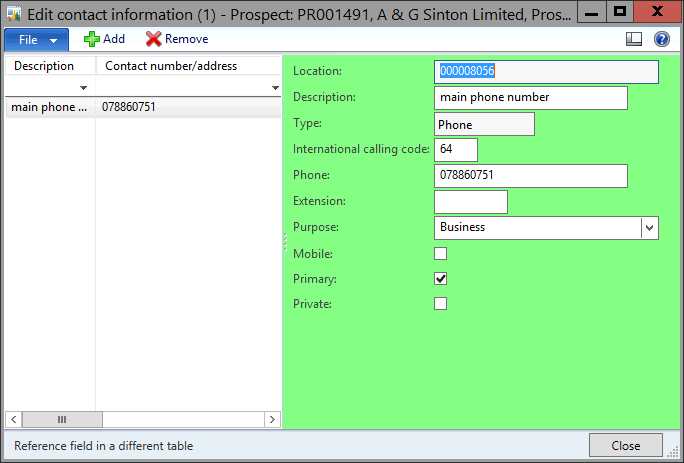 Edit contact information (1) - Prospect: PR001491, A & G Sinton Limited, Pros...
File Add Remove
Description Contact number/address
main phone ... 078860751
Location: 000008056
Description: main phone number
Type: Phone
International calling code: 64
Phone: 078860751
Extension:
Purpose: Business
Mobile:
Primary:
Private:
Reference field in a different table Close